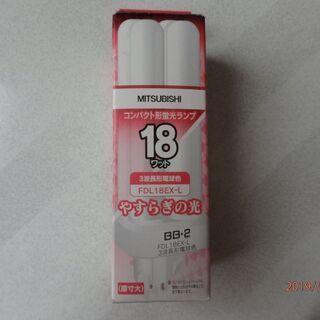 MITSUBISHI
コンパクト形蛍光ランプ
18
ワット
3波長形電球色
FDL18EX-L
やすらぎの光
BB・2
FDL18EX-L
3波長形電球色
(原寸大)